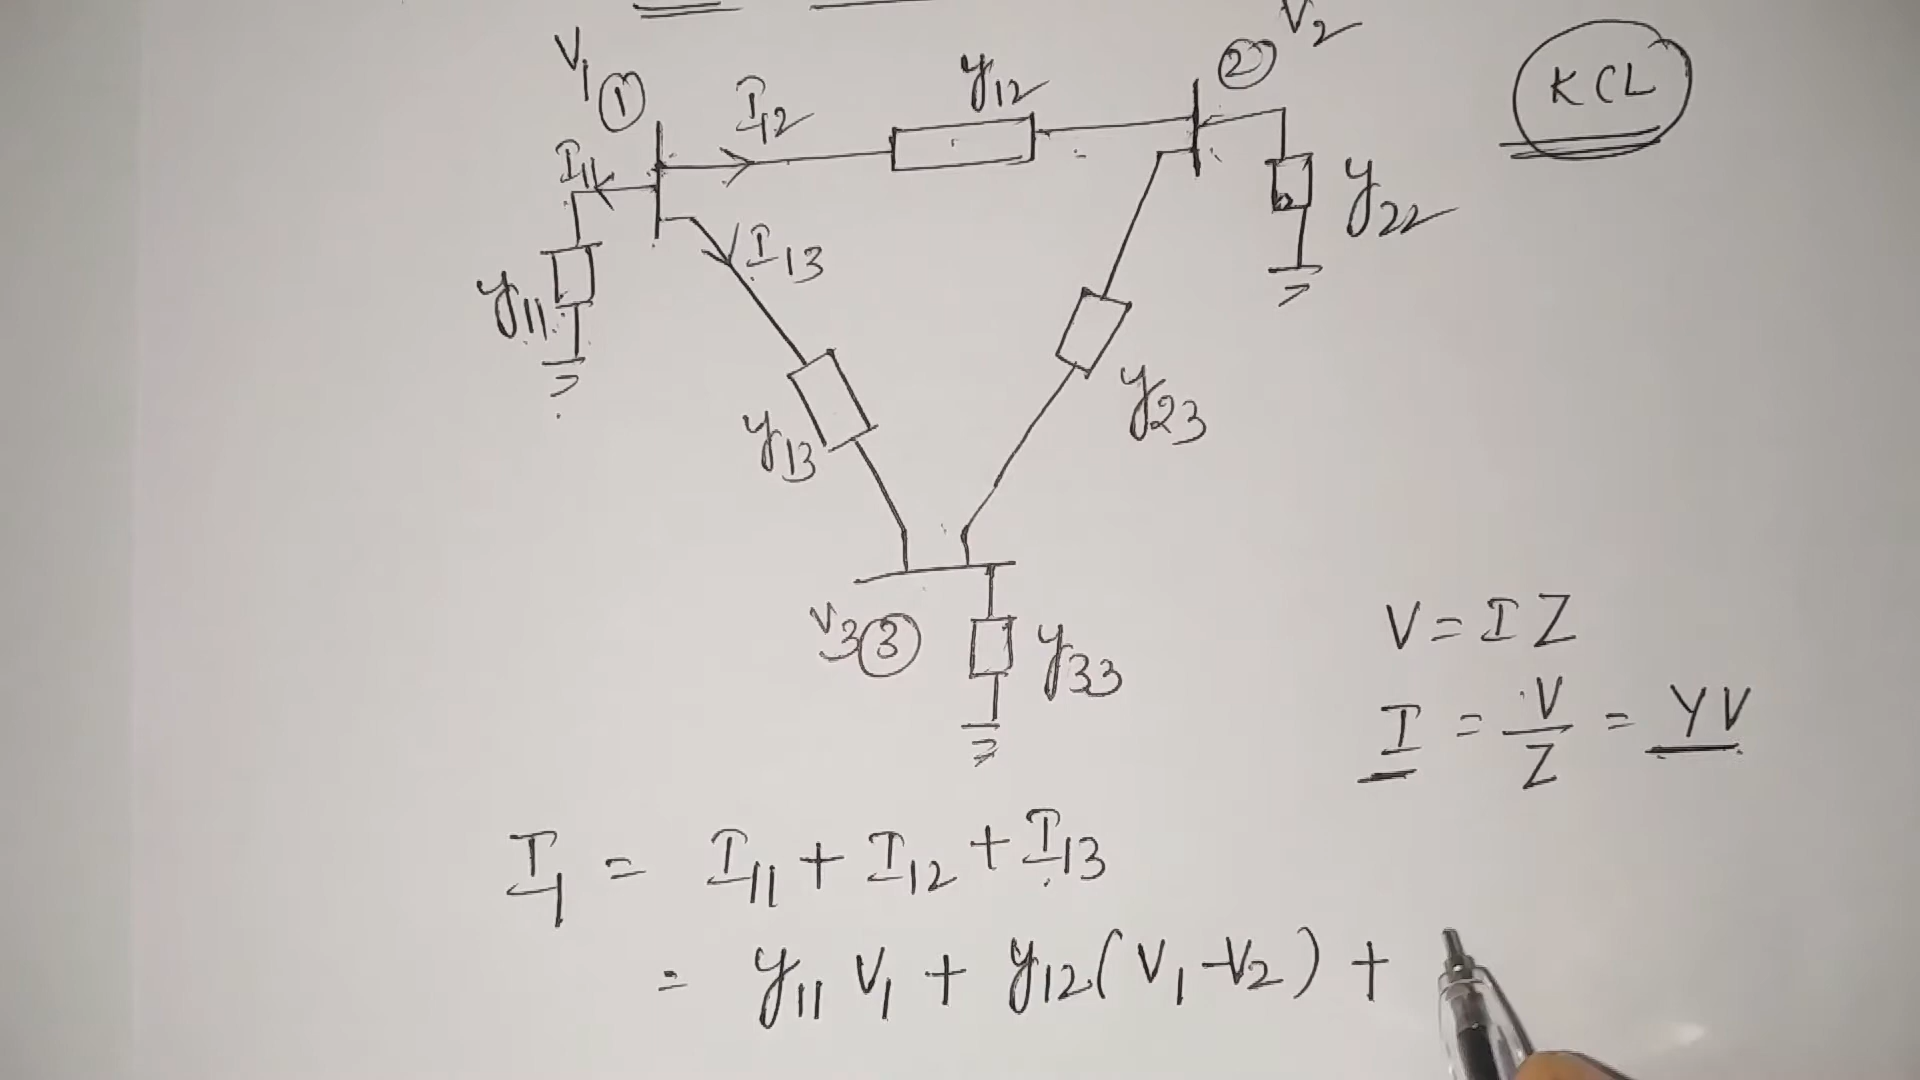 V1
1
V2
2
KCL
I12
y12
I11
y11
I13
y13
y22
y23
V3
3
y33
V = IZ
I = V/Z = YV
I1 = I11 + I12 + I13
= y11 V1 + y12 (V1 - V2) +